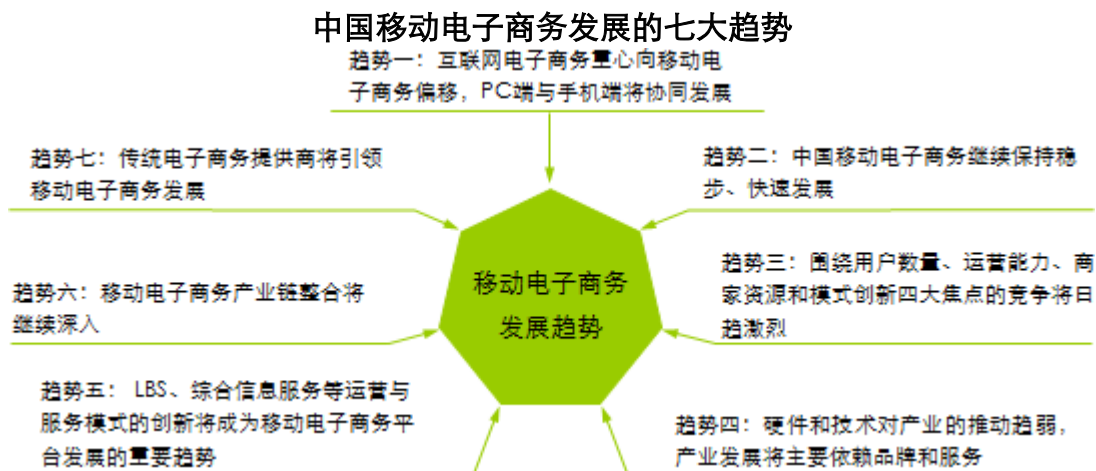 中国移动电子商务发展的七大趋势
趋势一：互联网电子商务重心向移动电
子商务偏移，PC端与手机端将协同发展
趋势七：传统电子商务提供商将引领
移动电子商务发展
趋势二：中国移动电子商务继续保持稳
步、快速发展
移动电子商务
发展趋势
趋势三：围绕用户数量、运营能力、商
家资源和模式创新四大焦点的竞争将日
趋激烈
趋势六：移动电子商务产业链整合将
继续深入
趋势五： LBS、综合信息服务等运营与
服务模式的创新将成为移动电子商务平
台发展的重要趋势
趋势四：硬件和技术对产业的推动趋弱，
产业发展将主要依赖品牌和服务